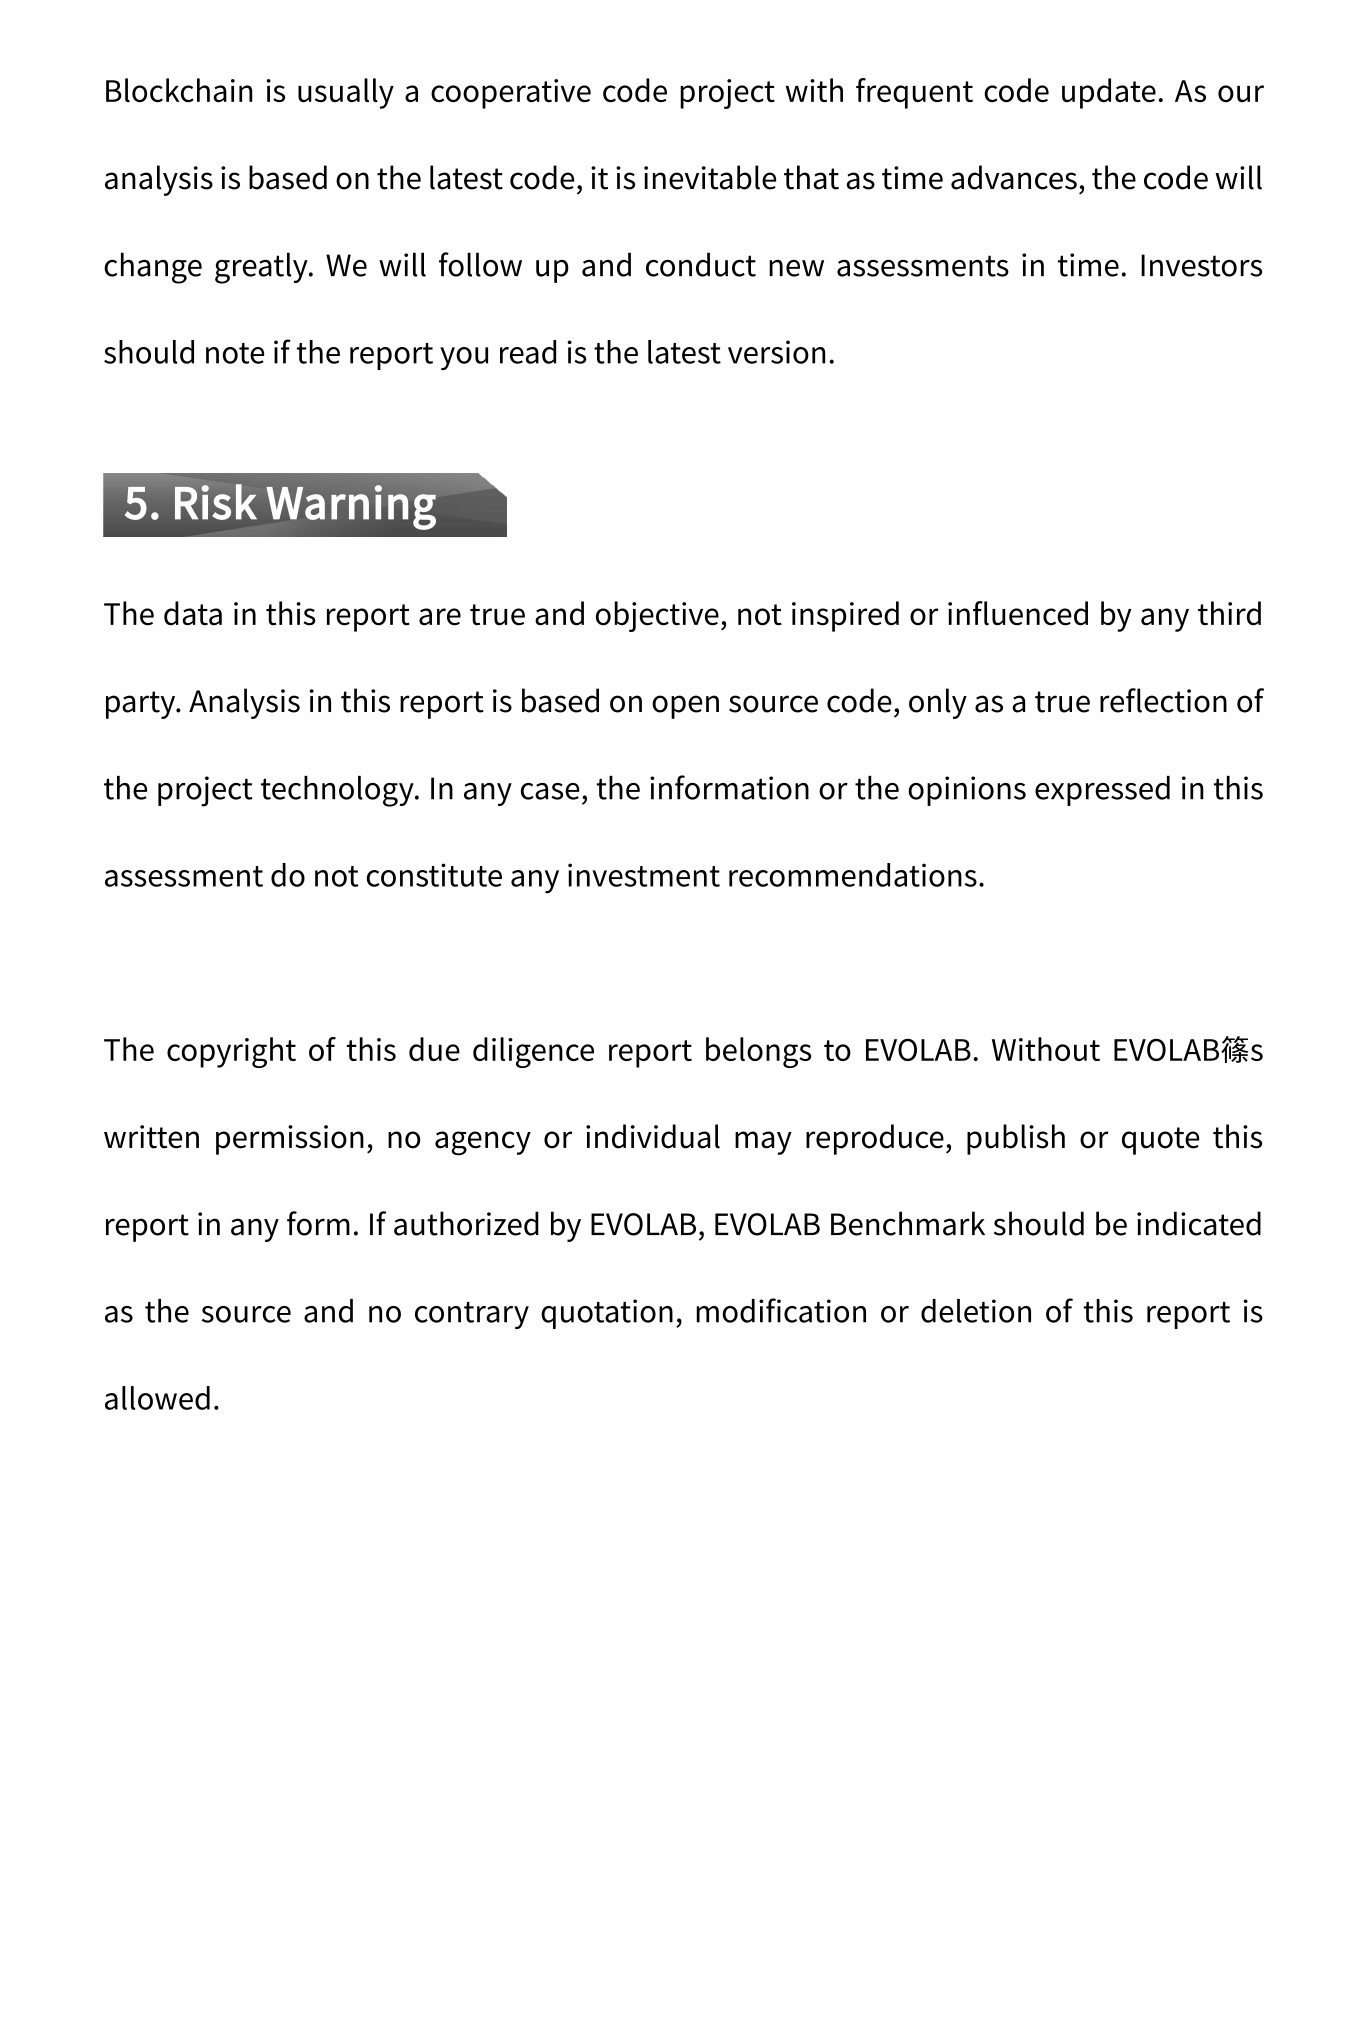 Blockchain is usually a cooperative code project with frequent code update. As our
analysis is based on the latest code, it is inevitable that as time advances, the code will
change greatly. We will follow up and conduct new assessments in time. Investors
should note if the report you read is the latest version.
5. Risk Warning
The data in this report are true and objective, not inspired or influenced by any third
party. Analysis in this report is based on open source code, only as a true reflection of
the project technology. In any case, the information or the opinions expressed in this
assessment do not constitute any investment recommendations.
The copyright of this due diligence report belongs to EVOLAB. Without EVOLAB篠s
written permission, no agency or individual may reproduce, publish or quote this
report in any form. If authorized by EVOLAB, EVOLAB Benchmark should be indicated
as the source and no contrary quotation, modification or deletion of this report is
allowed.